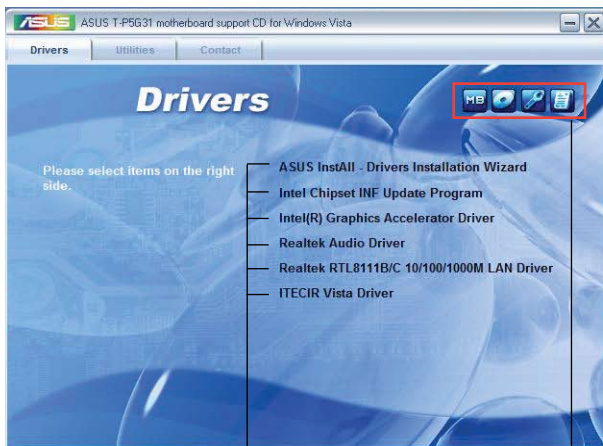 ASUS ASUS T-P5G31 motherboard support CD for Windows Vista
Drivers Utilities Contact
Drivers
MB
Please select items on the right
side.
ASUS InstAll - Drivers Installation Wizard
Intel Chipset INF Update Program
Intel(R) Graphics Accelerator Driver
Realtek Audio Driver
Realtek RTL8111B/C 10/100/1000M LAN Driver
ITECIR Vista Driver